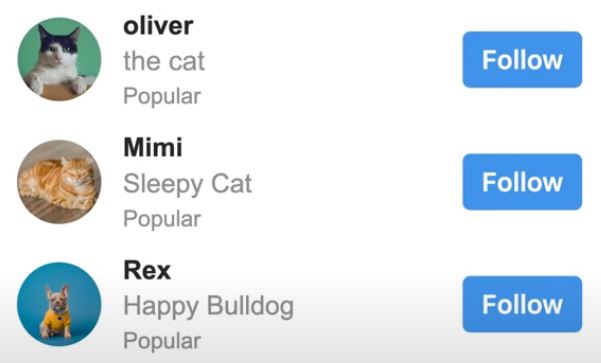 oliver
the cat
Popular
Follow
Mimi
Sleepy Cat
Popular
Follow
Rex
Happy Bulldog
Popular
Follow